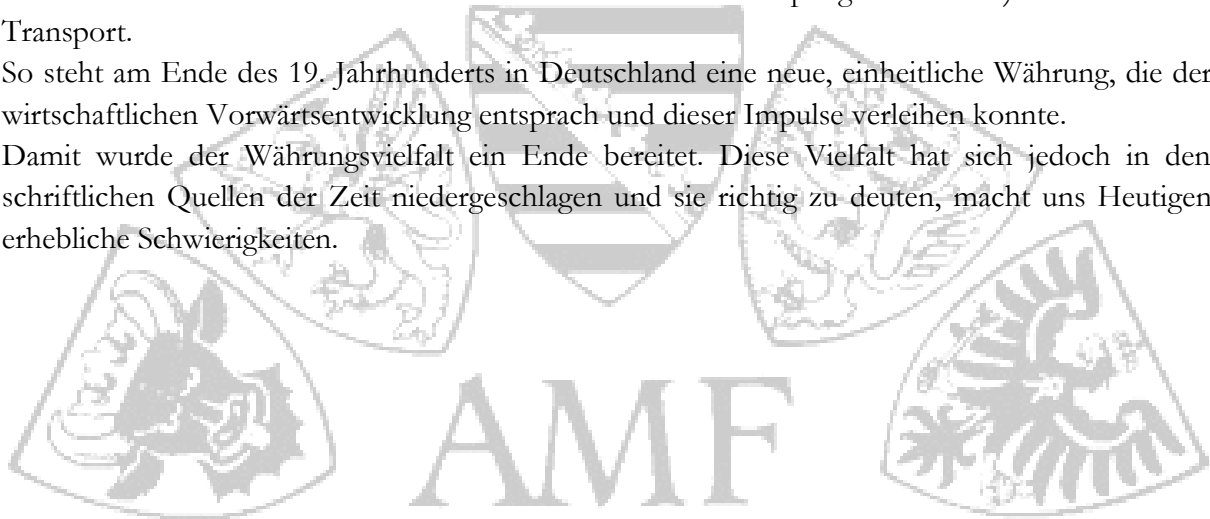 Transport.
So steht am Ende des 19. Jahrhunderts in Deutschland eine neue, einheitliche Währung, die der
wirtschaftlichen Vorwärtsentwicklung entsprach und dieser Impulse verleihen konnte.
Damit wurde der Währungsvielfalt ein Ende bereitet. Diese Vielfalt hat sich jedoch in den
schriftlichen Quellen der Zeit niedergeschlagen und sie richtig zu deuten, macht uns Heutigen
erhebliche Schwierigkeiten.
AMF